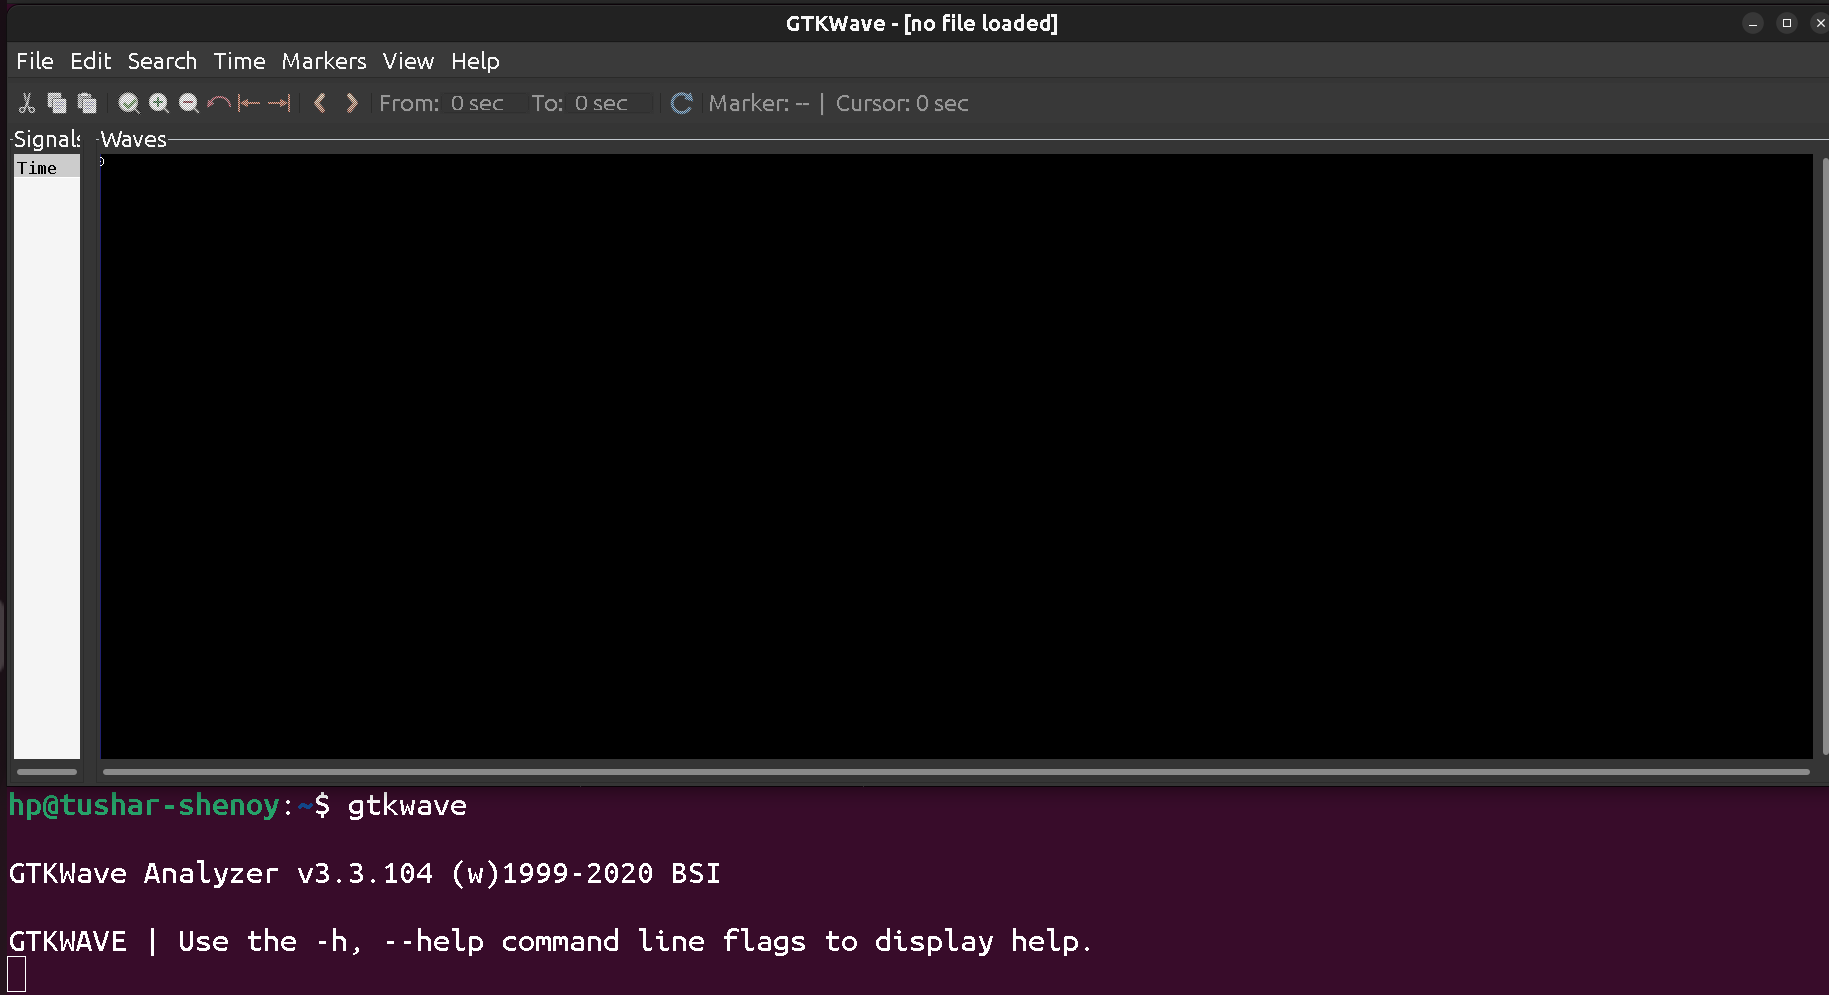 GTKWave - [no file loaded]
File Edit Search Time Markers View Help
From: 0 sec To: 0 sec Marker: -- | Cursor: 0 sec
Signals Waves
Time 0
hp@tushar-shenoy:~$ gtkwave
GTKWave Analyzer v3.3.104 (w)1999-2020 BSI
GTKWAVE | Use the -h, --help command line flags to display help.